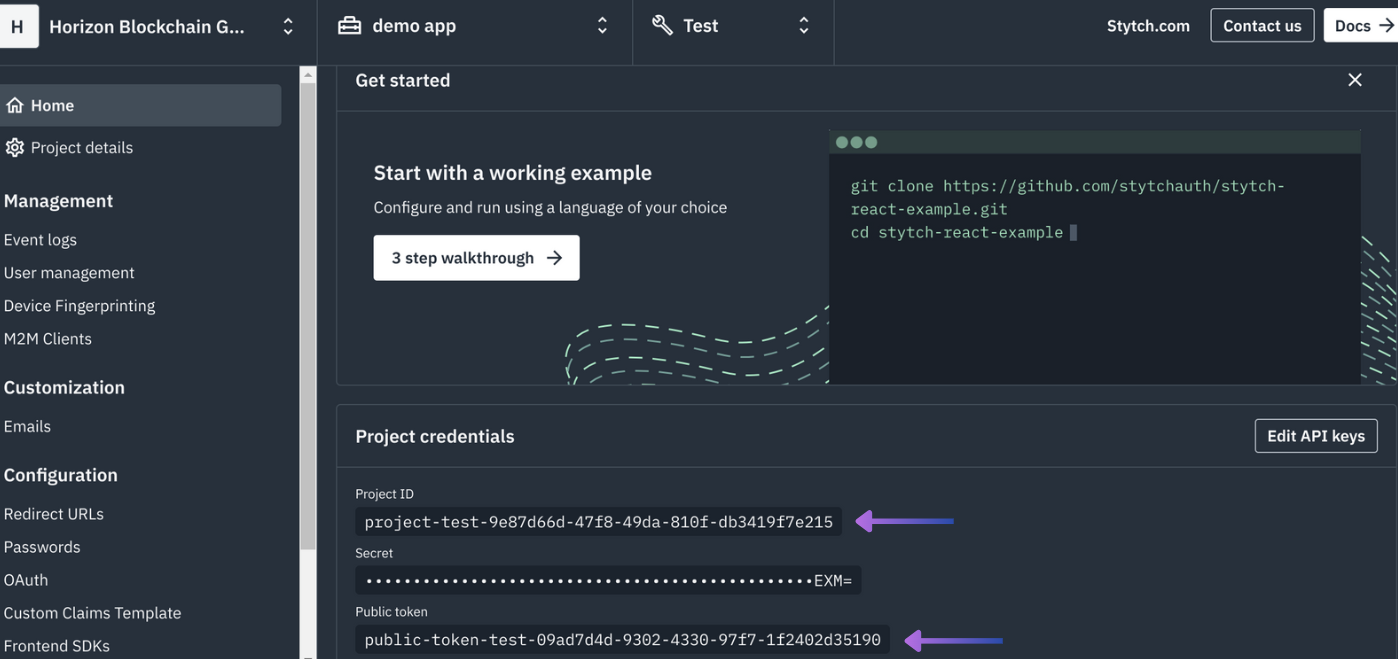 H Horizon Blockchain G... demo app Test Stytch.com Contact us Docs →
Home
Project details
Management
Event logs
User management
Device Fingerprinting
M2M Clients
Customization
Emails
Configuration
Redirect URLs
Passwords
OAuth
Custom Claims Template
Frontend SDKs
Get started
Start with a working example
Configure and run using a language of your choice
3 step walkthrough →
git clone https://github.com/stytchauth/stytch-
react-example.git
cd stytch-react-example
Project credentials
Edit API keys
Project ID
project-test-9e87d66d-47f8-49da-810f-db3419f7e215
Secret
••••••••••••••••••••••••••••••••••••••••••••••••EXM=
Public token
public-token-test-09ad7d4d-9302-4330-97f7-1f2402d35190